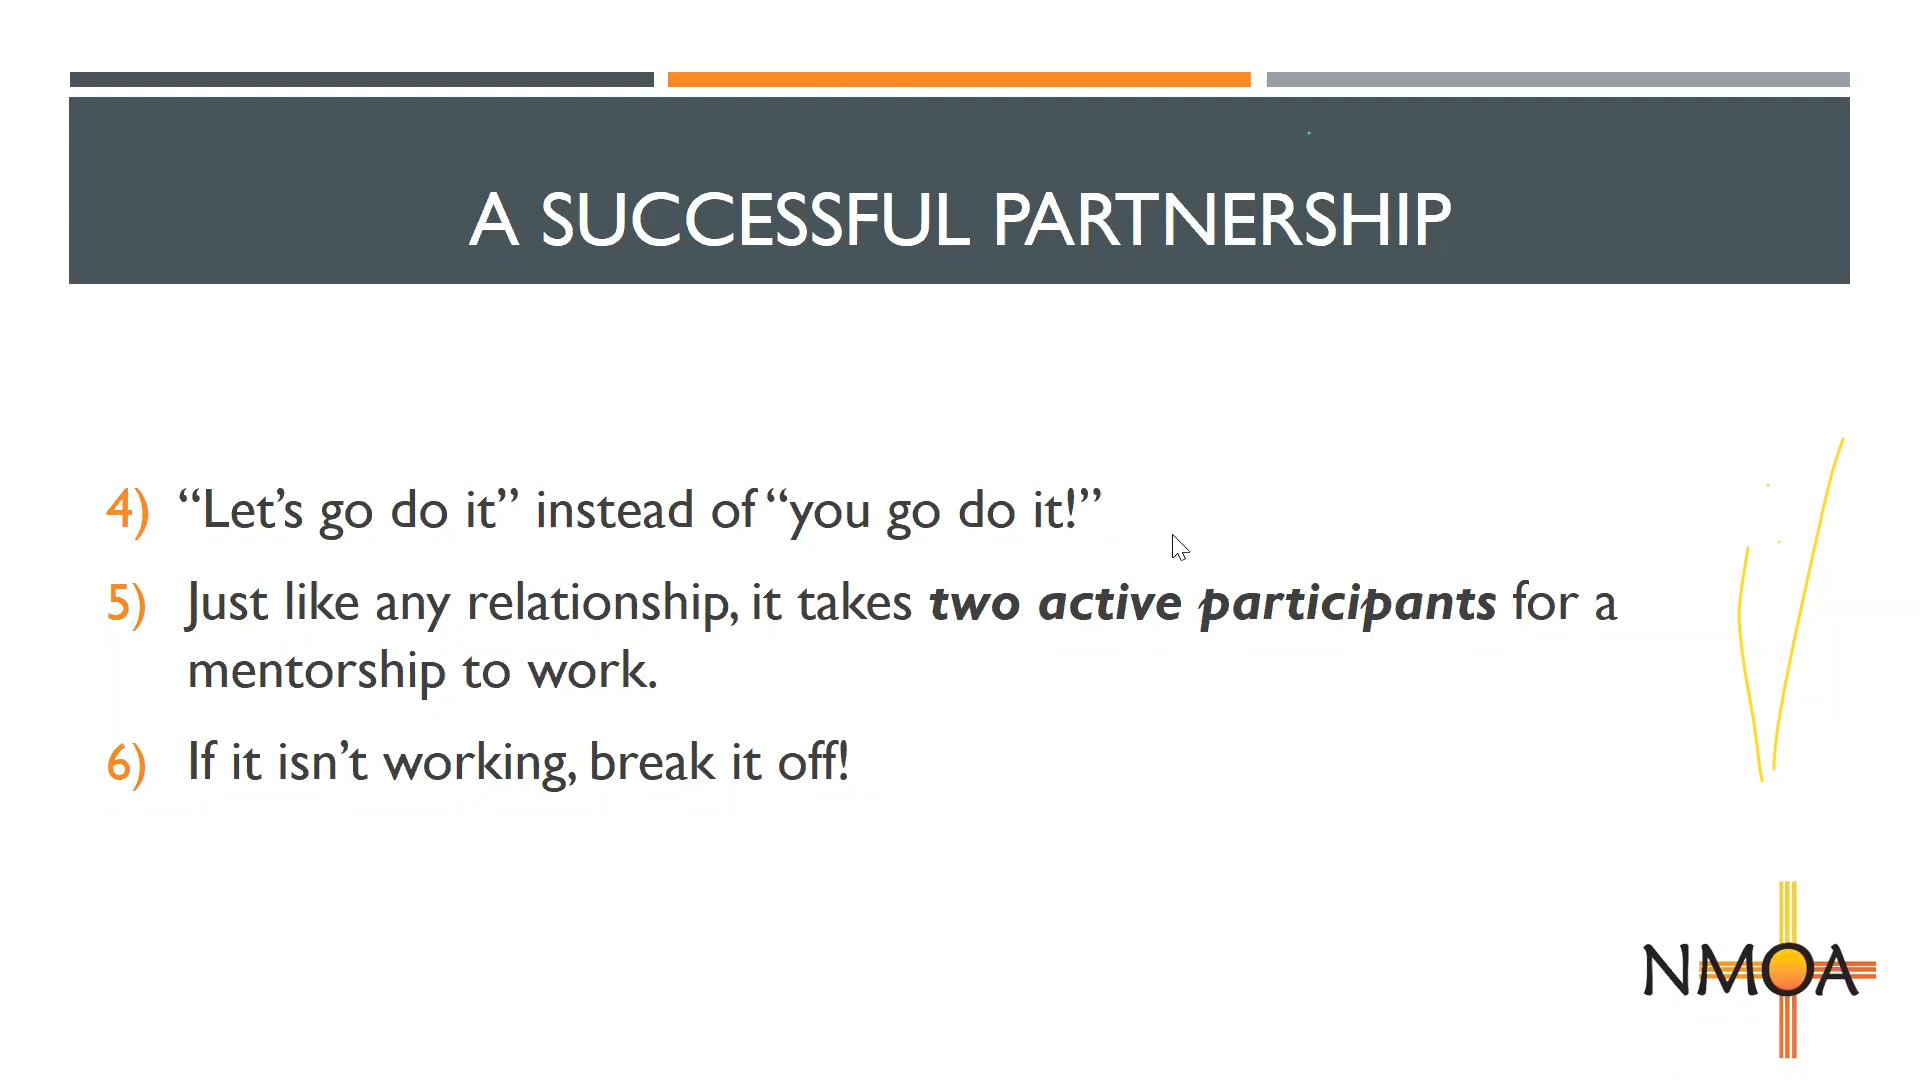 A SUCCESSFUL PARTNERSHIP
4) “Let’s go do it” instead of “you go do it!”
5) Just like any relationship, it takes two active participants for a
mentorship to work.
6) If it isn’t working, break it off!
NMOA